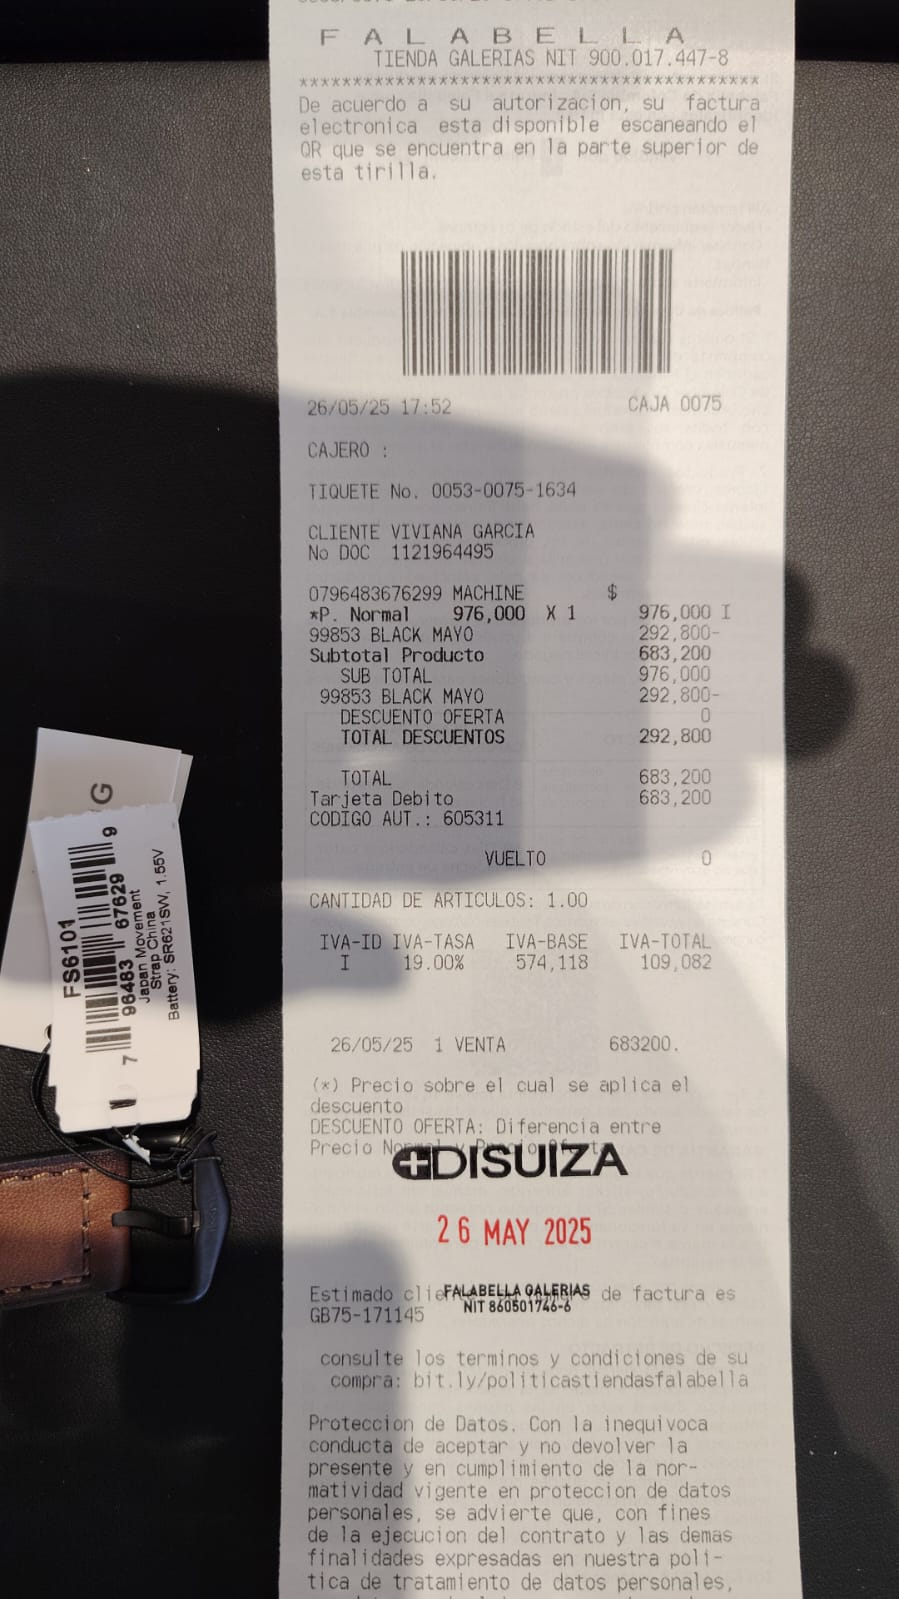 F A L A B E L L A
TIENDA GALERIAS NIT 900.017.447-8
******************************************
De acuerdo a su autorizacion, su factura
electronica esta disponible escaneando el
QR que se encuentra en la parte superior de
esta tirilla.
26/05/25 17:52 CAJA 0075
CAJERO :
TIQUETE No. 0053-0075-1634
CLIENTE VIVIANA GARCIA
No DOC 1121964495
0796483676299 MACHINE $
*P. Normal 976,000 X 1 976,000 I
99853 BLACK MAYO 292,800-
Subtotal Producto 683,200
SUB TOTAL 976,000
99853 BLACK MAYO 292,800-
DESCUENTO OFERTA 0
TOTAL DESCUENTOS 292,800
TOTAL 683,200
Tarjeta Debito 683,200
CODIGO AUT.: 605311
VUELTO 0
CANTIDAD DE ARTICULOS: 1.00
IVA-ID IVA-TASA IVA-BASE IVA-TOTAL
I 19.00% 574,118 109,082
26/05/25 1 VENTA 683200.
(*) Precio sobre el cual se aplica el
descuento
DESCUENTO OFERTA: Diferencia entre
Precio Normal y Precio Oferta
DISUIZA
26 MAY 2025
FALABELLA GALERIAS
NIT 860501746-6
Estimado de factura es
GB75-171145
consulte los terminos y condiciones de su
compra: bit.ly/politicastiendasfalabella
Proteccion de Datos. Con la inequivoca
conducta de aceptar y no devolver la
presente y en cumplimiento de la nor-
matividad vigente en proteccion de datos
personales, se advierte que, con fines
de la ejecucion del contrato y las demas
finalidades expresadas en nuestra poli-
tica de tratamiento de datos personales,
G
FS6101
7 96483 67629 9
Japan Movement
Strap China
Battery: SR621SW, 1.55V